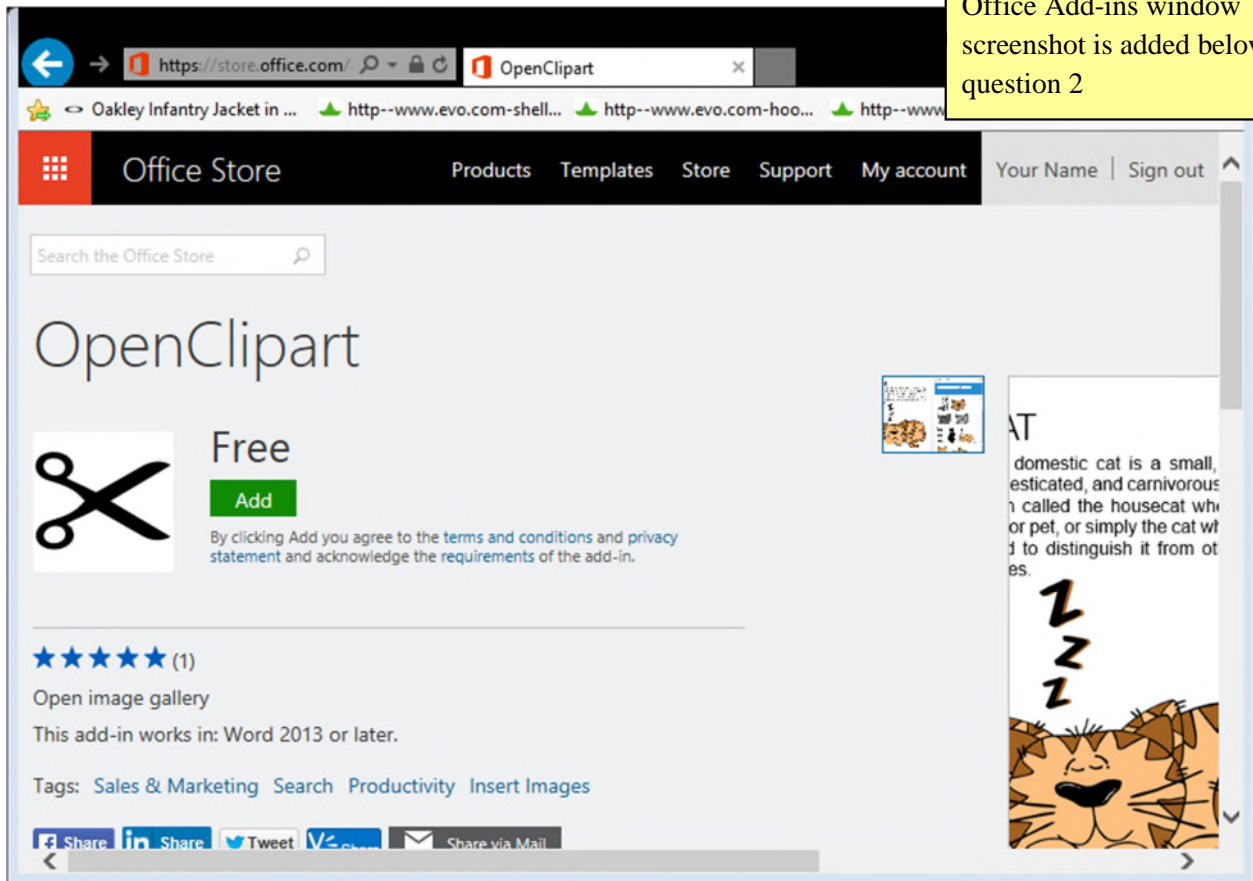 Office Add-ins window
screenshot is added below
question 2
https://store.office.com/
OpenClipart
Oakley Infantry Jacket in ...
http--www.evo.com-shell...
http--www.evo.com-hoo...
http--www
Office Store
Products
Templates
Store
Support
My account
Your Name | Sign out
Search the Office Store
OpenClipart
Free
Add
By clicking Add you agree to the terms and conditions and privacy
statement and acknowledge the requirements of the add-in.
AT
domestic cat is a small,
esticated, and carnivorous
called the housecat
or pet, or simply the cat
to distinguish it from ot
es.
Z
Z
Z
★★★★★ (1)
Open image gallery
This add-in works in: Word 2013 or later.
Tags: Sales & Marketing Search Productivity Insert Images
Share
in Share
Tweet
Share via Mail